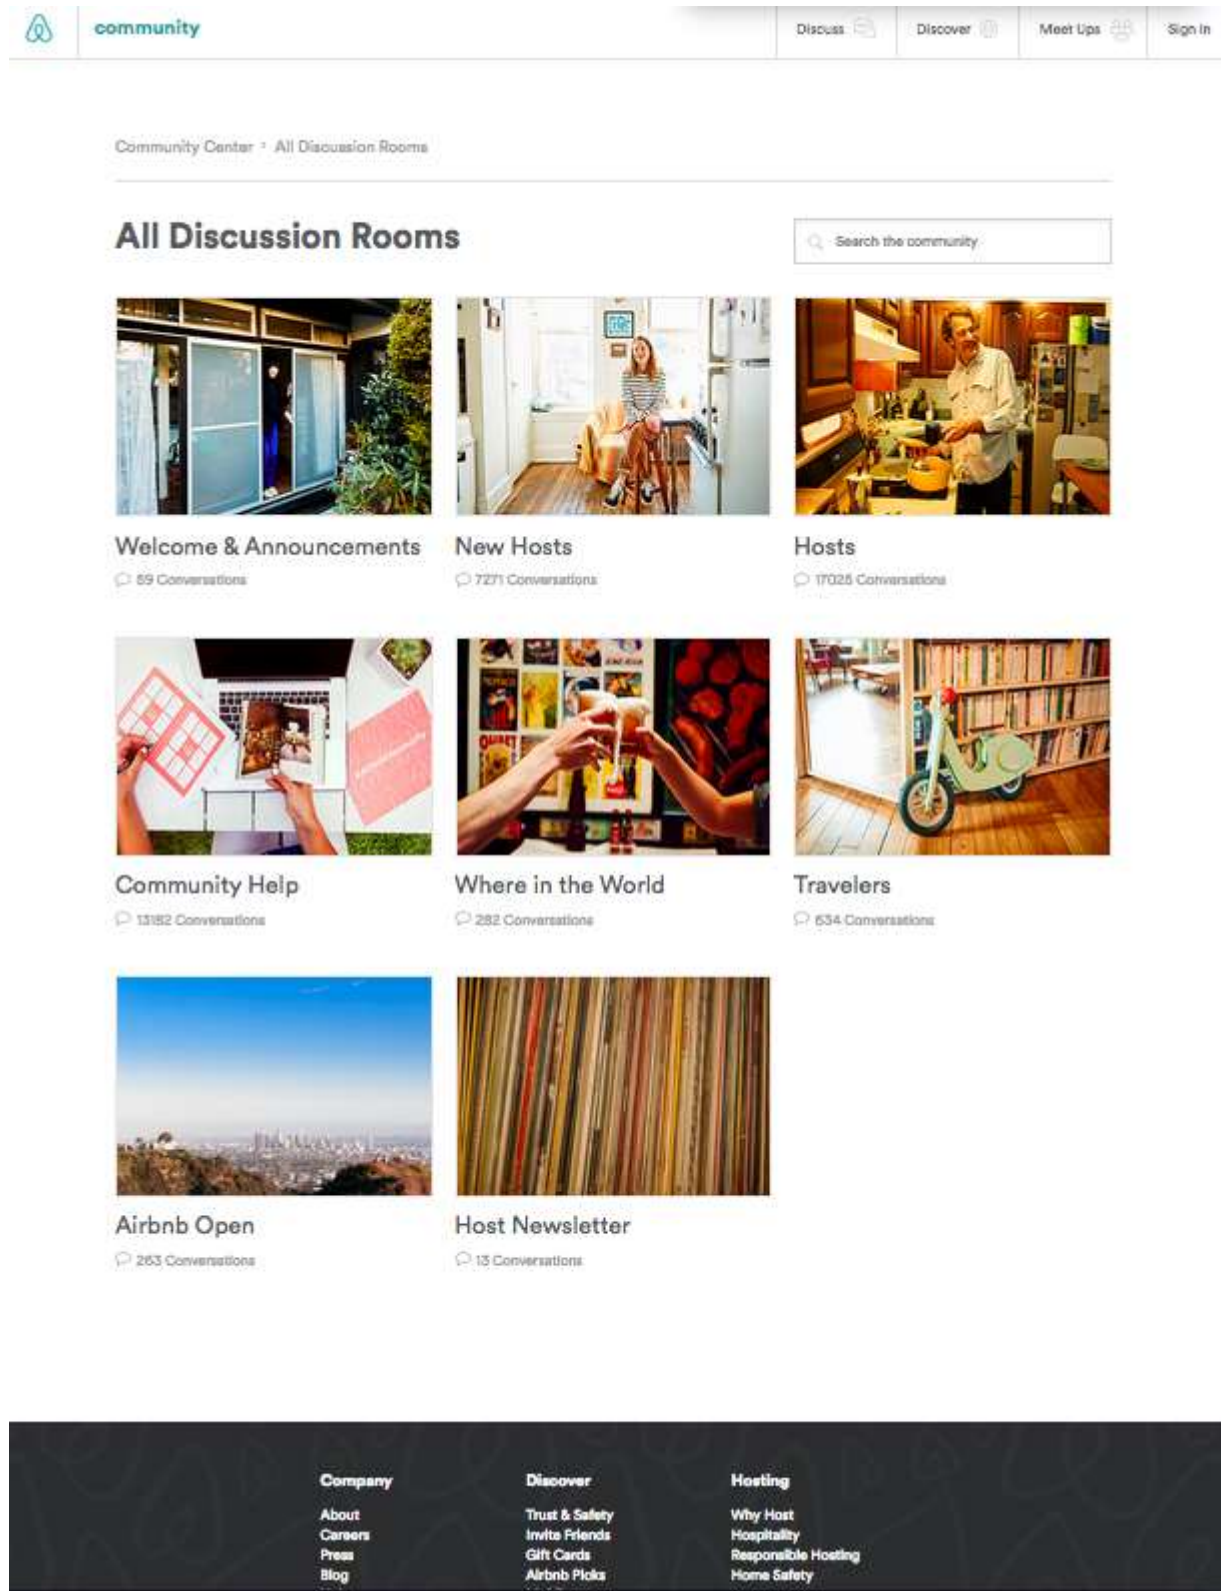 community
Discuss
Discover
Meet Ups
Sign In
Community Center › All Discussion Rooms
All Discussion Rooms
Search the community
Welcome & Announcements
New Hosts
Hosts
Conversations
7271 Conversations
Conversations
Community Help
Where in the World
Travelers
13182 Conversations
282 Conversations
634 Conversations
Airbnb Open
Host Newsletter
263 Conversations
13 Conversations
Company
Discover
Hosting
About
Trust & Safety
Why Host
Careers
Invite Friends
Hospitality
Press
Gift Cards
Responsible Hosting
Blog
Airbnb Picks
Home Safety